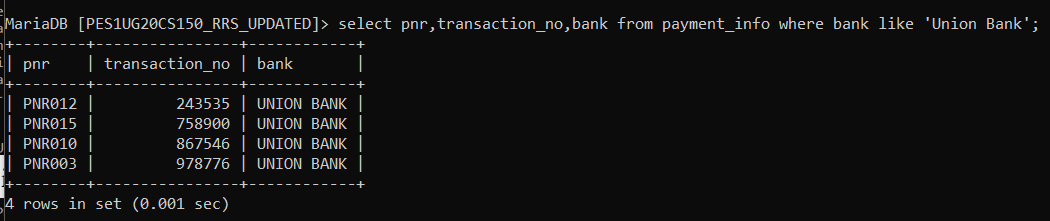 MariaDB [PES1UG20CS150_RRS_UPDATED]> select pnr,transaction_no,bank from payment_info where bank like 'Union Bank';
+--------+----------------+------------+
| pnr    | transaction_no | bank       |
+--------+----------------+------------+
| PNR012 |         243535 | UNION BANK |
| PNR015 |         758900 | UNION BANK |
| PNR010 |         867546 | UNION BANK |
| PNR003 |         978776 | UNION BANK |
+--------+----------------+------------+
4 rows in set (0.001 sec)